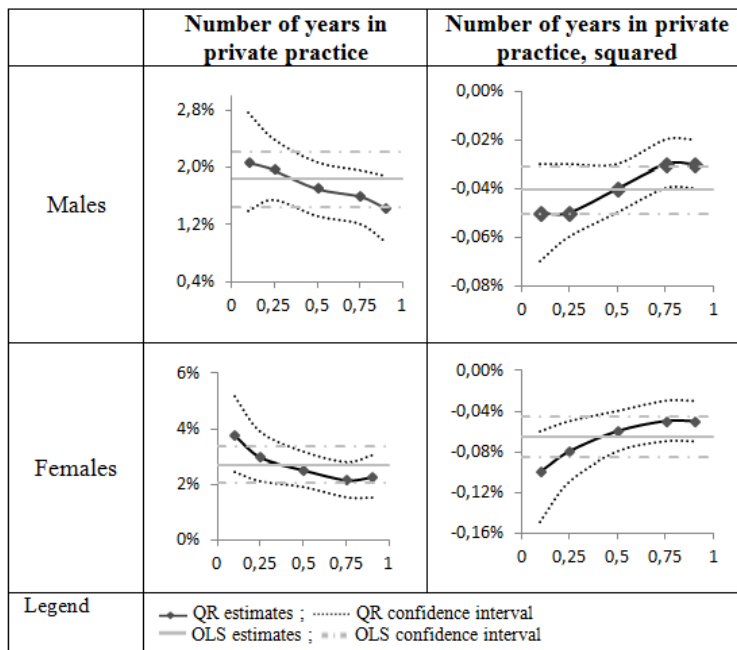 Number of years in private practice
Number of years in private practice, squared
Males
2,8%
2,0%
1,2%
0,4%
0 0,25 0,5 0,75 1
0,00%
-0,02%
-0,04%
-0,06%
-0,08%
0 0,25 0,5 0,75 1
Females
6%
4%
2%
0%
0 0,25 0,5 0,75 1
0,00%
-0,04%
-0,08%
-0,12%
-0,16%
0 0,25 0,5 0,75 1
Legend
QR estimates ; QR confidence interval
OLS estimates ; OLS confidence interval